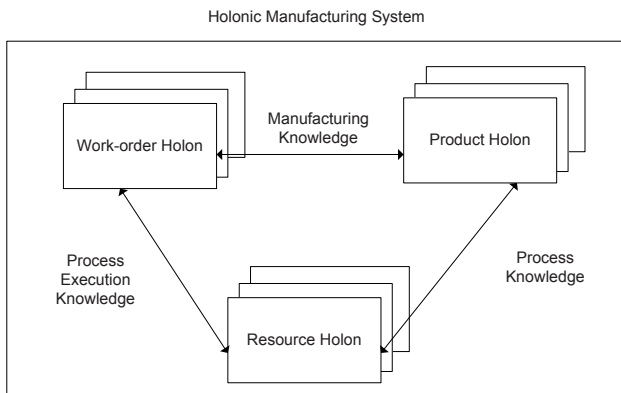 Holonic Manufacturing System
Work-order Holon
Manufacturing
Knowledge
Product Holon
Process
Execution
Knowledge
Process
Knowledge
Resource Holon